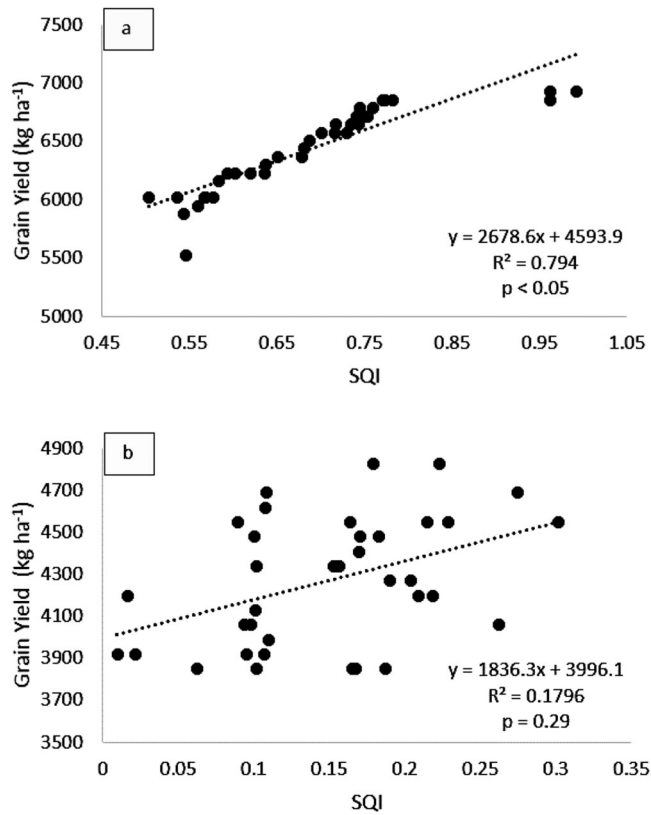 a
7500
7000
6500
6000
5500
5000
Grain Yield (kg ha⁻¹)
y = 2678.6x + 4593.9
R² = 0.794
p < 0.05
0.45 0.55 0.65 0.75 0.85 0.95 1.05
SQI
b
4900
4700
4500
4300
4100
3900
3700
3500
Grain Yield (kg ha⁻¹)
y = 1836.3x + 3996.1
R² = 0.1796
p = 0.29
0 0.05 0.1 0.15 0.2 0.25 0.3 0.35
SQI